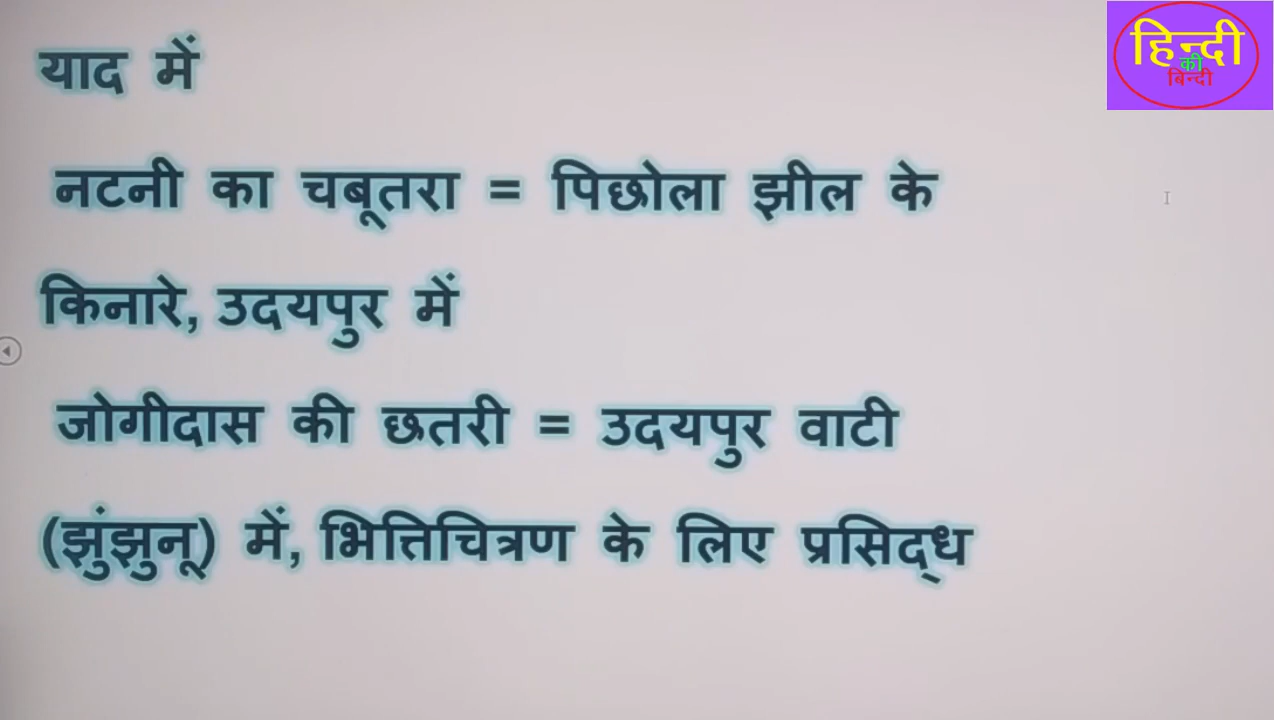 याद में
नटनी का चबूतरा = पिछोला झील के
किनारे, उदयपुर में
जोगीदास की छतरी = उदयपुर वाटी
(झुंझुनू) में, भित्तिचित्रण के लिए प्रसिद्ध
हिन्दी
की
बिन्दी